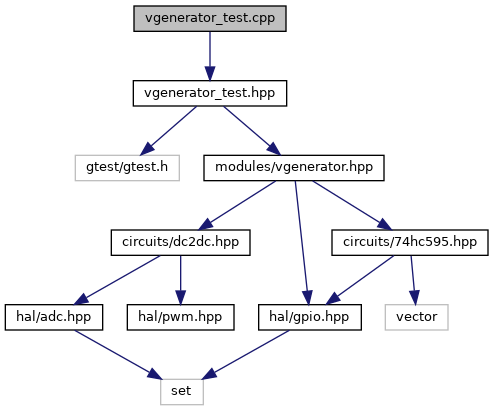 vgenerator_test.cpp
vgenerator_test.hpp
gtest/gtest.h
modules/vgenerator.hpp
circuits/dc2dc.hpp
circuits/74hc595.hpp
hal/adc.hpp
hal/pwm.hpp
hal/gpio.hpp
vector
set